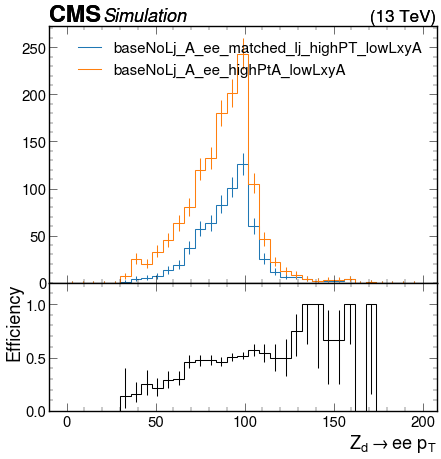 CMS Simulation (13 TeV)
baseNoLj_A_ee_matched_lj_highPT_lowLxyA
baseNoLj_A_ee_highPtA_lowLxyA
250
200
150
100
50
0
Efficiency
1.0
0.5
0.0
0 50 100 150 200
Z_d → ee p_T